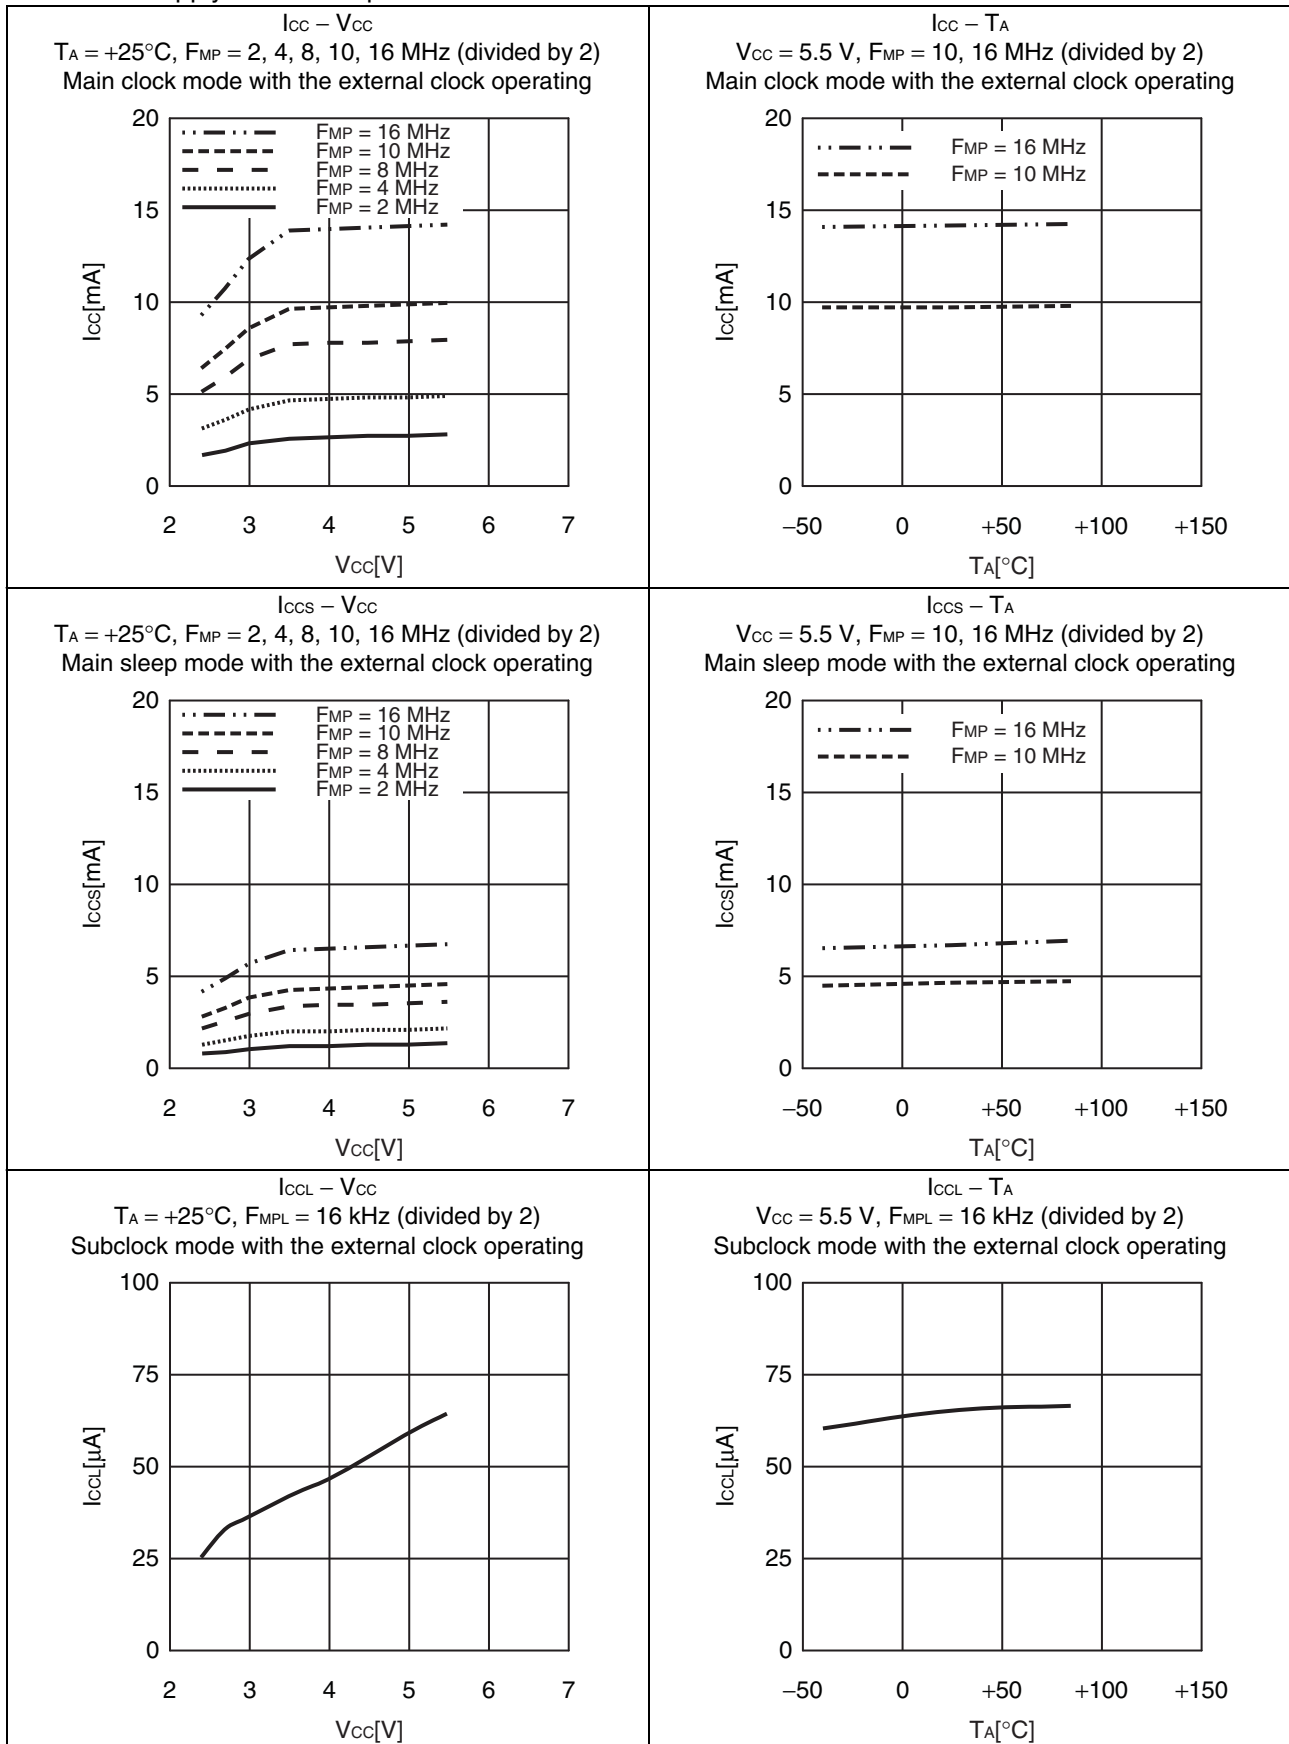 Icc – Vcc
TA = +25°C, FMP = 2, 4, 8, 10, 16 MHz (divided by 2)
Main clock mode with the external clock operating
FMP = 16 MHz
FMP = 10 MHz
FMP = 8 MHz
FMP = 4 MHz
FMP = 2 MHz
20
15
10
5
0
ICC[mA]
2 3 4 5 6 7
VCC[V]
Icc – TA
Vcc = 5.5 V, FMP = 10, 16 MHz (divided by 2)
Main clock mode with the external clock operating
FMP = 16 MHz
FMP = 10 MHz
20
15
10
5
0
ICC[mA]
−50 0 +50 +100 +150
TA[°C]
Iccs – Vcc
TA = +25°C, FMP = 2, 4, 8, 10, 16 MHz (divided by 2)
Main sleep mode with the external clock operating
FMP = 16 MHz
FMP = 10 MHz
FMP = 8 MHz
FMP = 4 MHz
FMP = 2 MHz
20
15
10
5
0
ICCS[mA]
2 3 4 5 6 7
VCC[V]
Iccs – TA
Vcc = 5.5 V, FMP = 10, 16 MHz (divided by 2)
Main sleep mode with the external clock operating
FMP = 16 MHz
FMP = 10 MHz
20
15
10
5
0
ICCS[mA]
−50 0 +50 +100 +150
TA[°C]
ICCL – Vcc
TA = +25°C, FMPL = 16 kHz (divided by 2)
Subclock mode with the external clock operating
100
75
50
25
0
ICCL[µA]
2 3 4 5 6 7
VCC[V]
ICCL – TA
Vcc = 5.5 V, FMPL = 16 kHz (divided by 2)
Subclock mode with the external clock operating
100
75
50
25
0
ICCL[µA]
−50 0 +50 +100 +150
TA[°C]